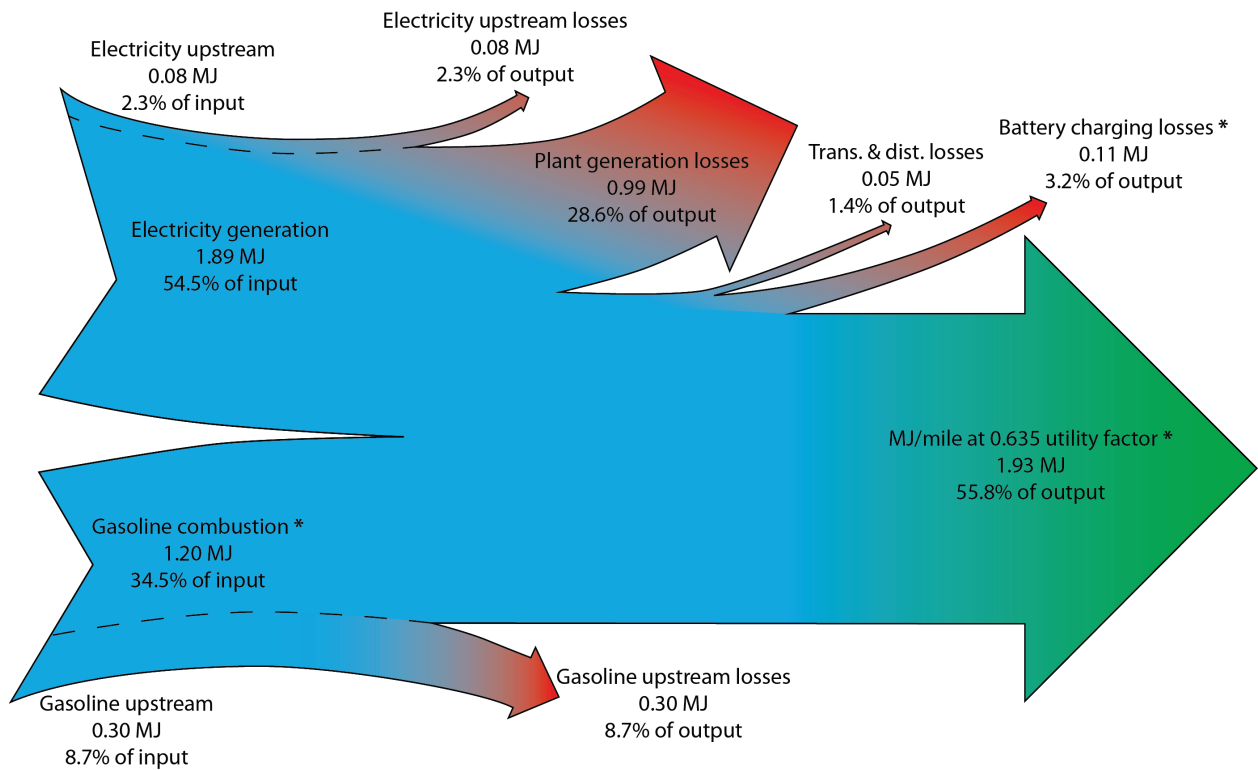 Electricity upstream losses
0.08 MJ
2.3% of output
Electricity upstream
0.08 MJ
2.3% of input
Battery charging losses *
0.11 MJ
3.2% of output
Trans. & dist. losses
0.05 MJ
1.4% of output
Plant generation losses
0.99 MJ
28.6% of output
Electricity generation
1.89 MJ
54.5% of input
MJ/mile at 0.635 utility factor *
1.93 MJ
55.8% of output
Gasoline combustion *
1.20 MJ
34.5% of input
Gasoline upstream losses
0.30 MJ
8.7% of output
Gasoline upstream
0.30 MJ
8.7% of input